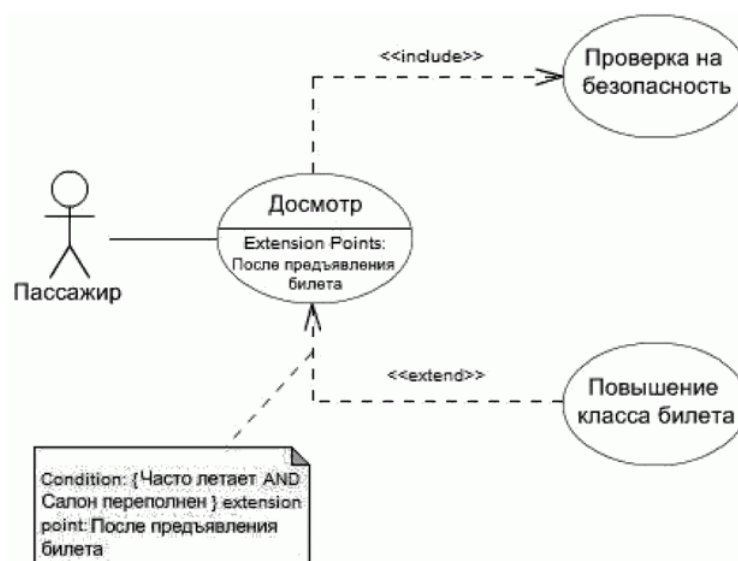 <<include>>
Проверка на
безопасность
Досмотр
Extension Points:
После предъявления
билета
Пассажир
<<extend>>
Повышение
класса билета
Condition: {Часто летает AND
Салон переполнен } extension
point: После предъявления
билета